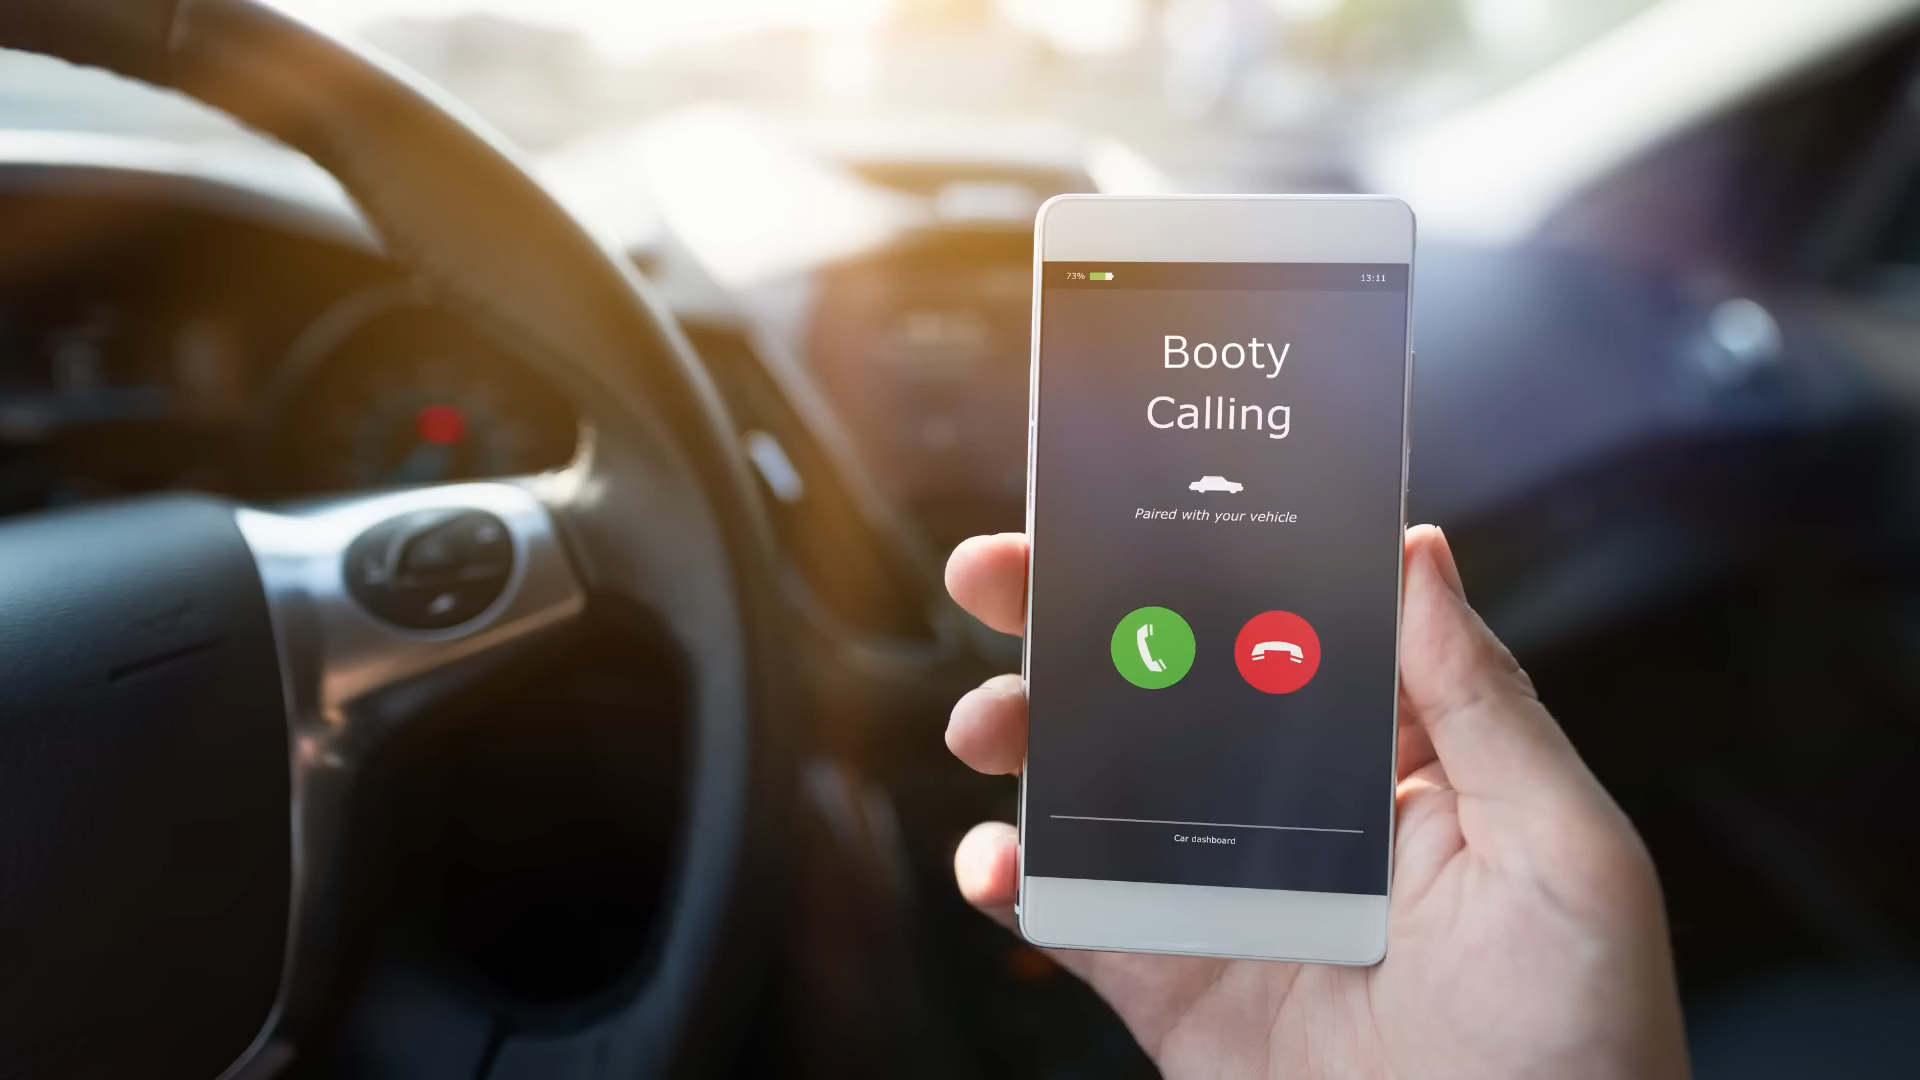 73% 13:11
Booty
Calling
Paired with your vehicle
Car dashboard